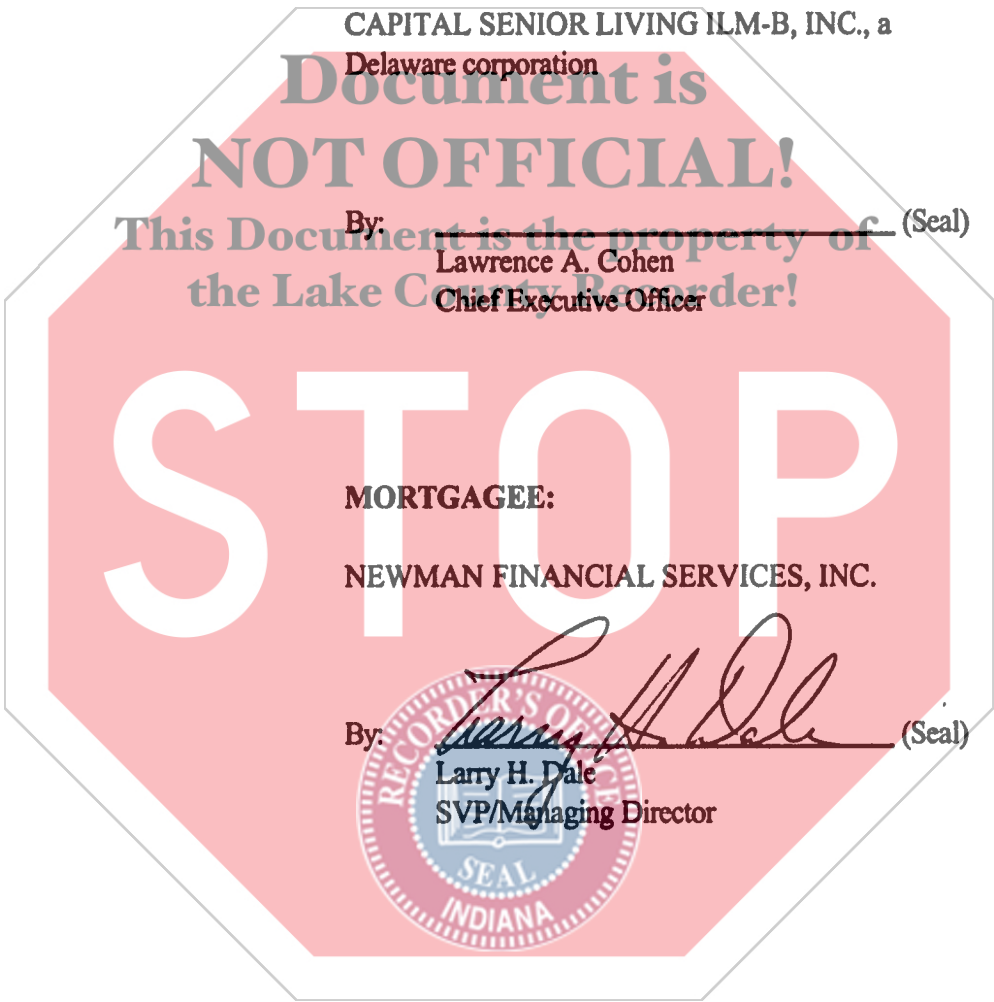 CAPITAL SENIOR LIVING ILM-B, INC., a
Delaware corporation
Document is
NOT OFFICIAL!
This Document is the property of
the Lake County Recorder!
By: (Seal)
Lawrence A. Cohen
Chief Executive Officer
STOP
MORTGAGEE:
NEWMAN FINANCIAL SERVICES, INC.
By: Larry H. Dale (Seal)
Larry H. Dale
SVP/Managing Director
RECORDER'S OFFICE
SEAL
INDIANA